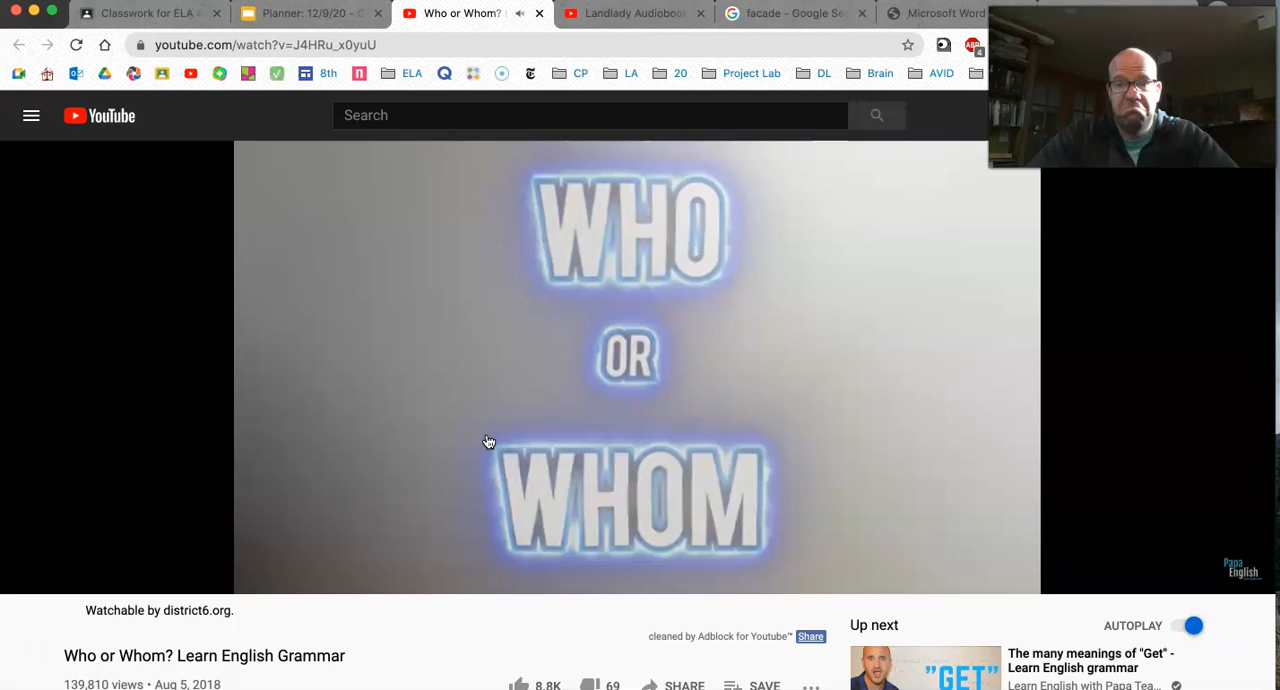 Classwork for ELA
Planner: 12/9/20 - G
Who or Whom?
Landlady Audiobook
facade - Google Se
Microsoft Word
youtube.com/watch?v=J4HRu_x0yuU
ABP
4
8th
ELA
CP
LA
20
Project Lab
DL
Brain
AVID
YouTube
Search
WHO
OR
WHOM
Papa
English
Watchable by district6.org.
cleaned by Adblock for Youtube™ Share
Up next
AUTOPLAY
Who or Whom? Learn English Grammar
139,810 views • Aug 5, 2018
8.8K
69
SHARE
SAVE
"GET"
The many meanings of "Get" -
Learn English grammar
Learn English with Papa Tea...